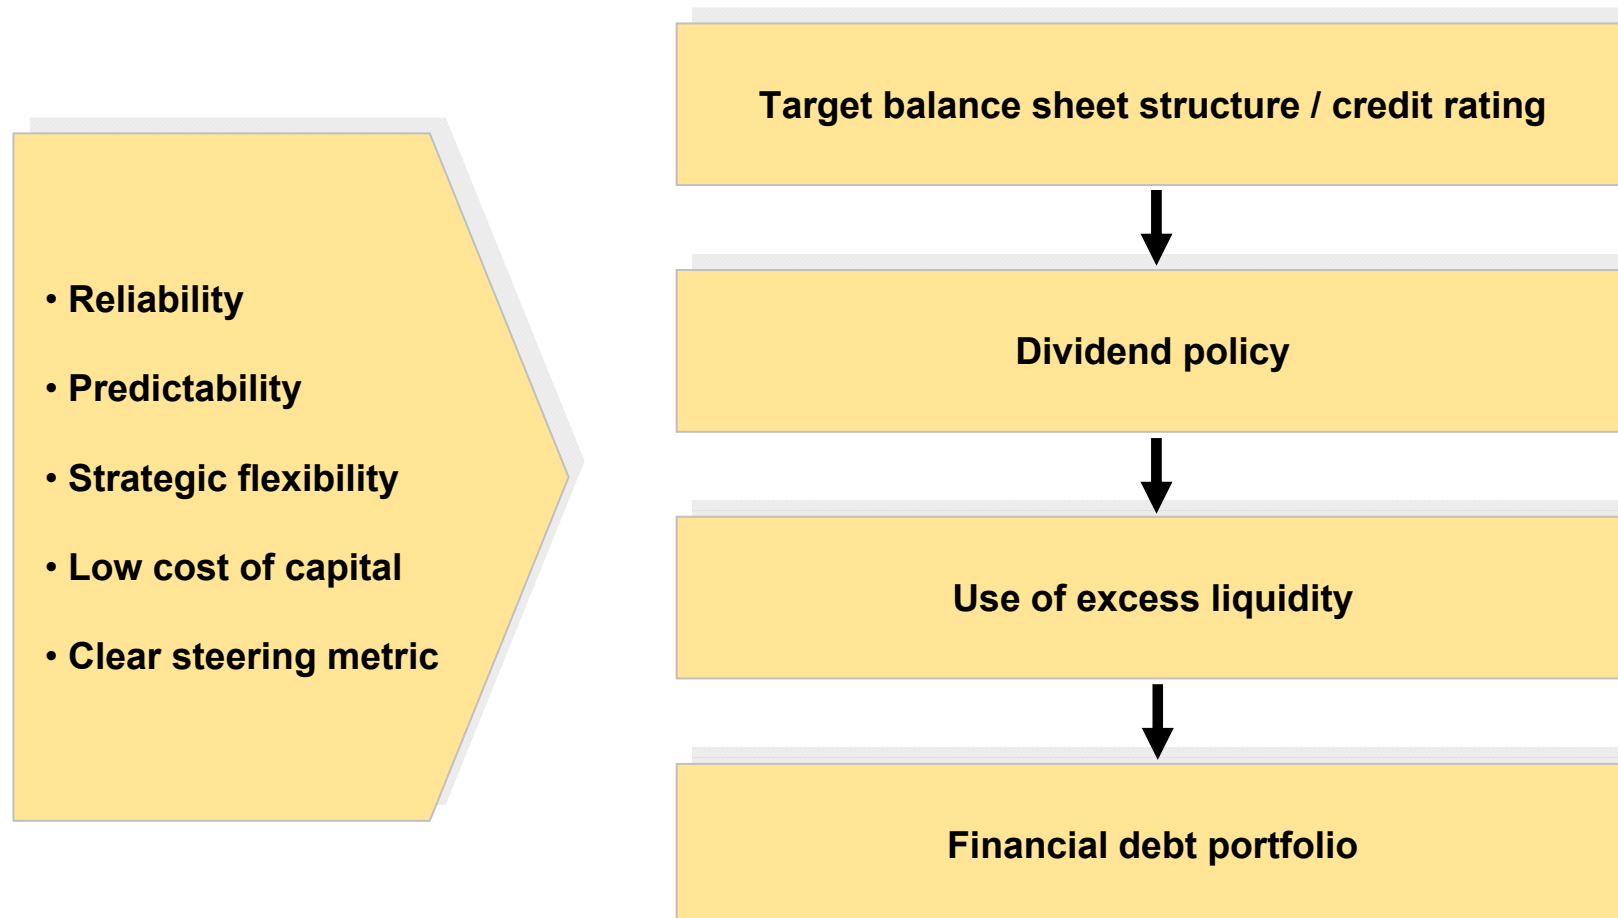 • Reliability
• Predictability
• Strategic flexibility
• Low cost of capital
• Clear steering metric
Target balance sheet structure / credit rating
Dividend policy
Use of excess liquidity
Financial debt portfolio